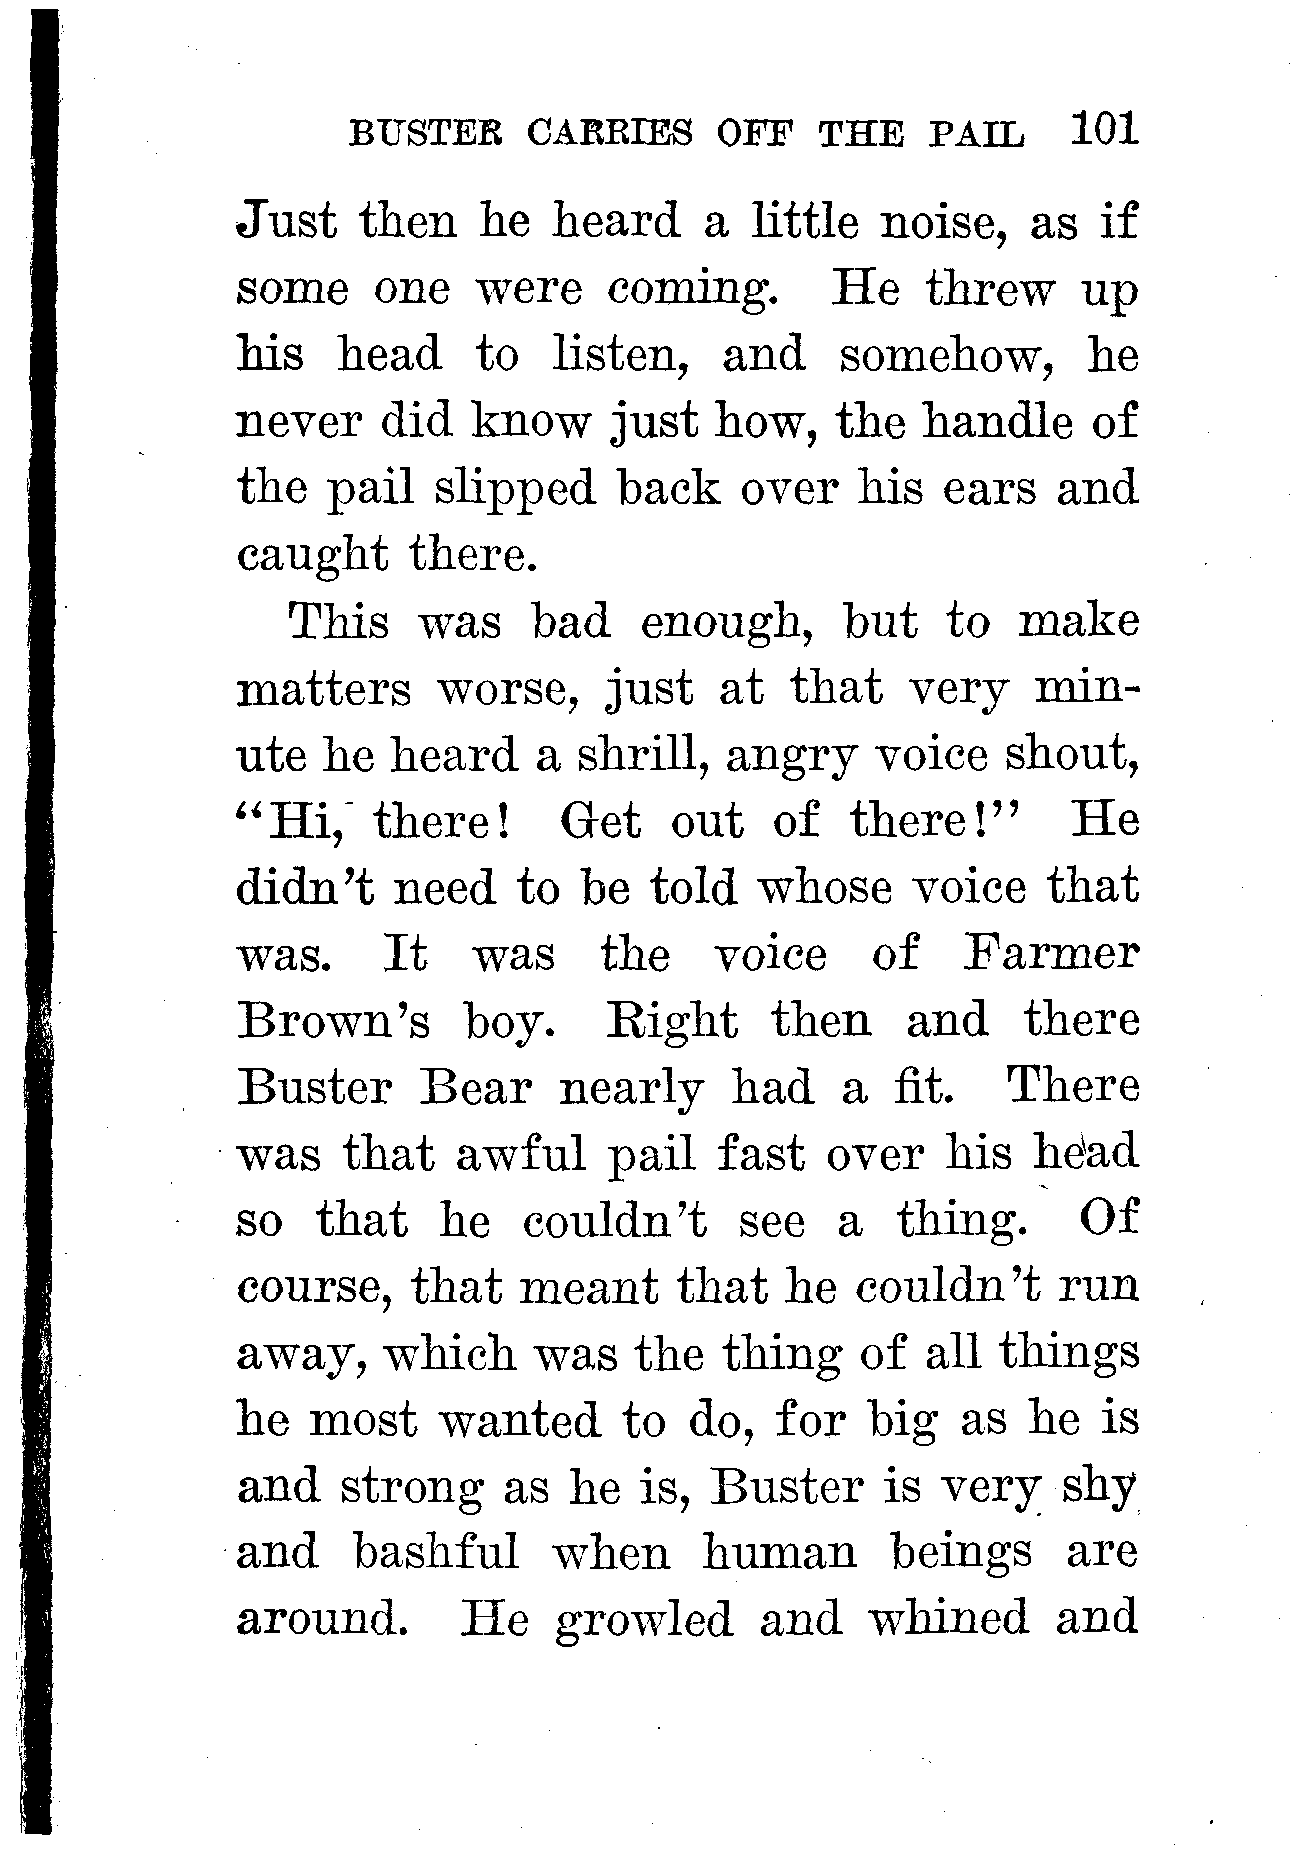 BUSTER CARRIES OFF THE PAIL 101
Just then he heard a little noise, as if
some one were coming. He threw up
his head to listen, and somehow, he
never did know just how, the handle of
the pail slipped back over his ears and
caught there.
This was bad enough, but to make
matters worse, just at that very min-
ute he heard a shrill, angry voice shout,
“Hi, there! Get out of there!” He
didn’t need to be told whose voice that
was. It was the voice of Farmer
Brown’s boy. Right then and there
Buster Bear nearly had a fit. There
was that awful pail fast over his head
so that he couldn’t see a thing. Of
course, that meant that he couldn’t run
away, which was the thing of all things
he most wanted to do, for big as he is
and strong as he is, Buster is very shy
and bashful when human beings are
around. He growled and whined and